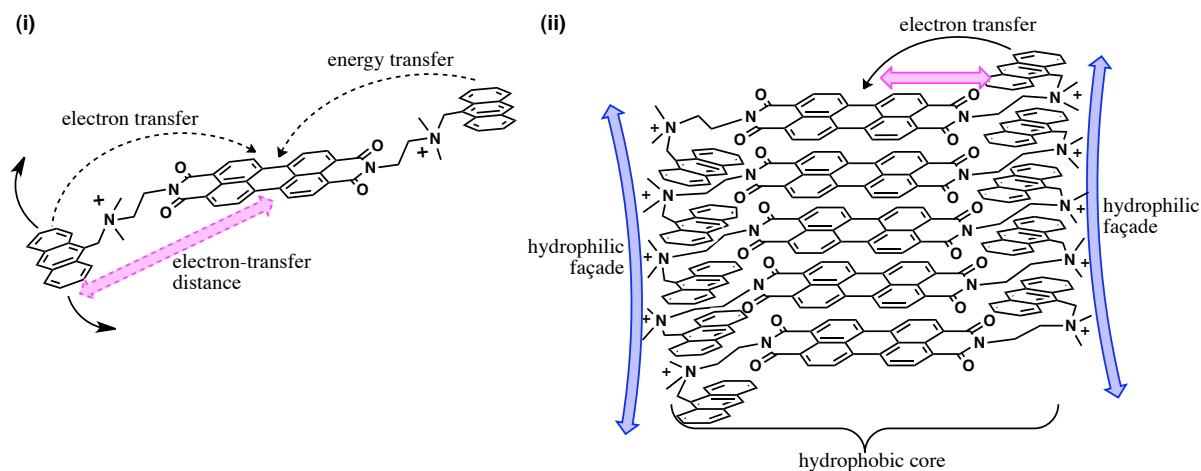 (i)
energy transfer
electron transfer
+
N
N
O
O
O
O
N
N
+
electron-transfer
distance
(ii)
electron transfer
hydrophilic
façade
+
N
O
N
O
O
N
O
N
+
+
N
O
N
O
O
N
O
N
+
+
N
O
N
O
O
N
O
N
+
+
N
O
N
O
O
N
O
N
+
+
N
O
N
O
O
N
O
N
+
hydrophilic
façade
hydrophobic core